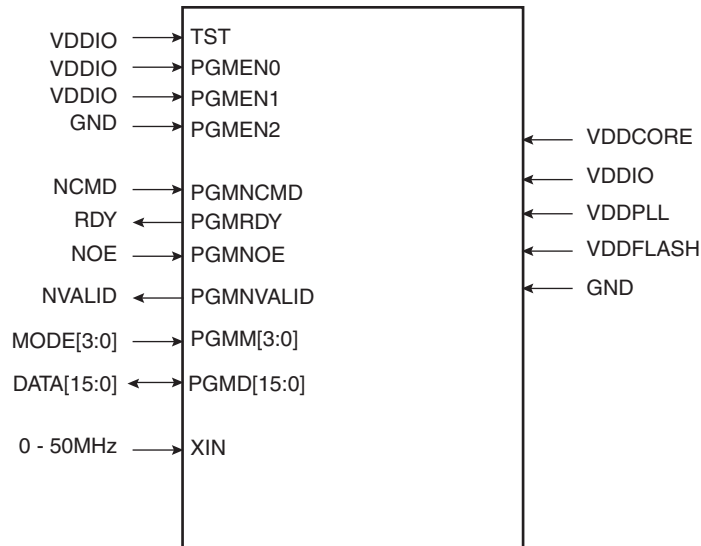 VDDIO TST
VDDIO PGMEN0
VDDIO PGMEN1
GND PGMEN2
VDDCORE
VDDIO
NCMD PGMNCMD
RDY PGMRDY
VDDPLL
NOE PGMNOE
VDDFLASH
NVALID PGMNVALID
GND
MODE[3:0] PGMM[3:0]
DATA[15:0] PGMD[15:0]
0 - 50MHz XIN